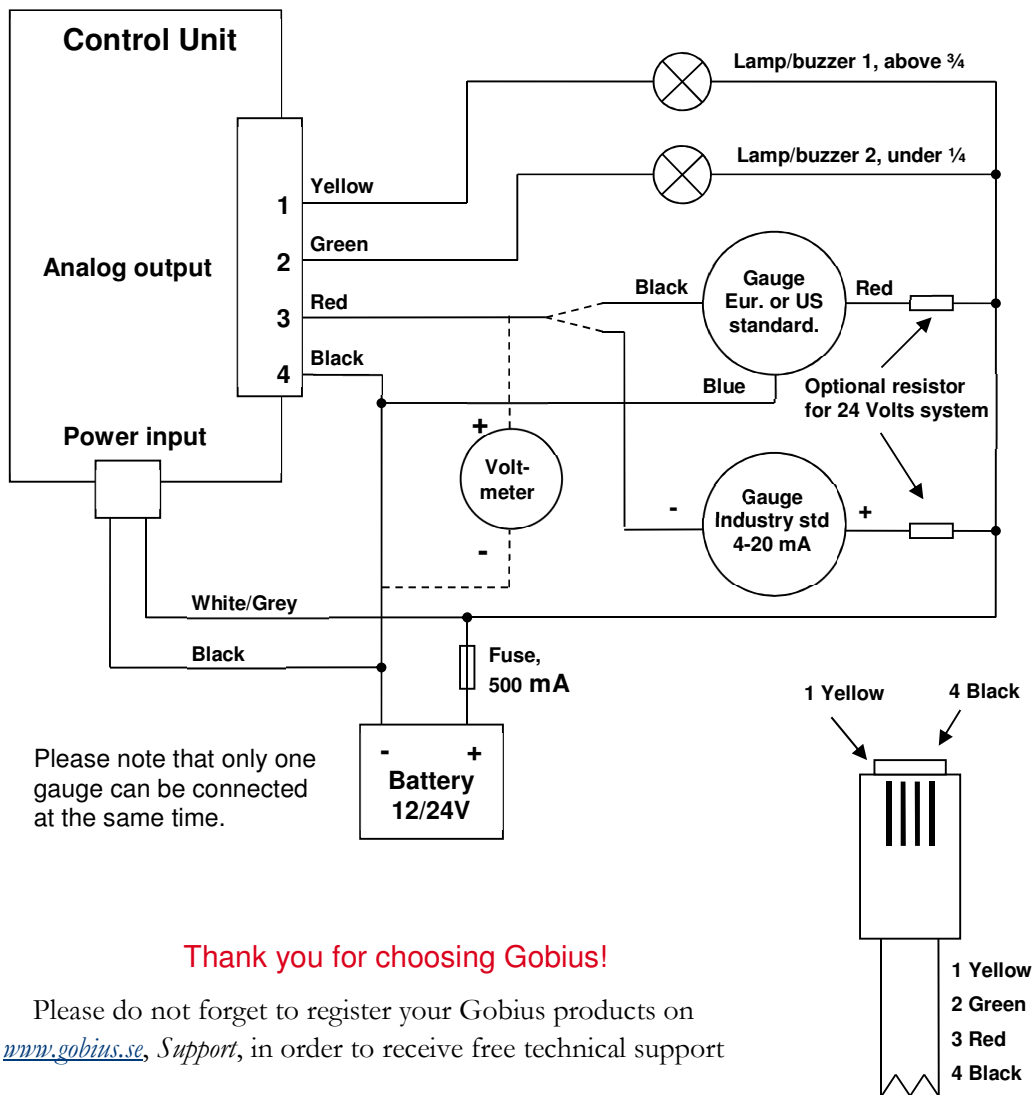 Control Unit
Lamp/buzzer 1, above ¾
Lamp/buzzer 2, under ¼
Yellow
1
Green
2
Analog output
Red
3
Black
4
Black
Gauge
Eur. or US
standard.
Red
Blue
Optional resistor
for 24 Volts system
Power input
+
Volt-
meter
-
-
Gauge
Industry std
4-20 mA
+
White/Grey
Black
Fuse,
500 mA
- +
Battery
12/24V
Please note that only one
gauge can be connected
at the same time.
1 Yellow
4 Black
1 Yellow
2 Green
3 Red
4 Black
Thank you for choosing Gobius!
Please do not forget to register your Gobius products on
www.gobius.se, Support, in order to receive free technical support